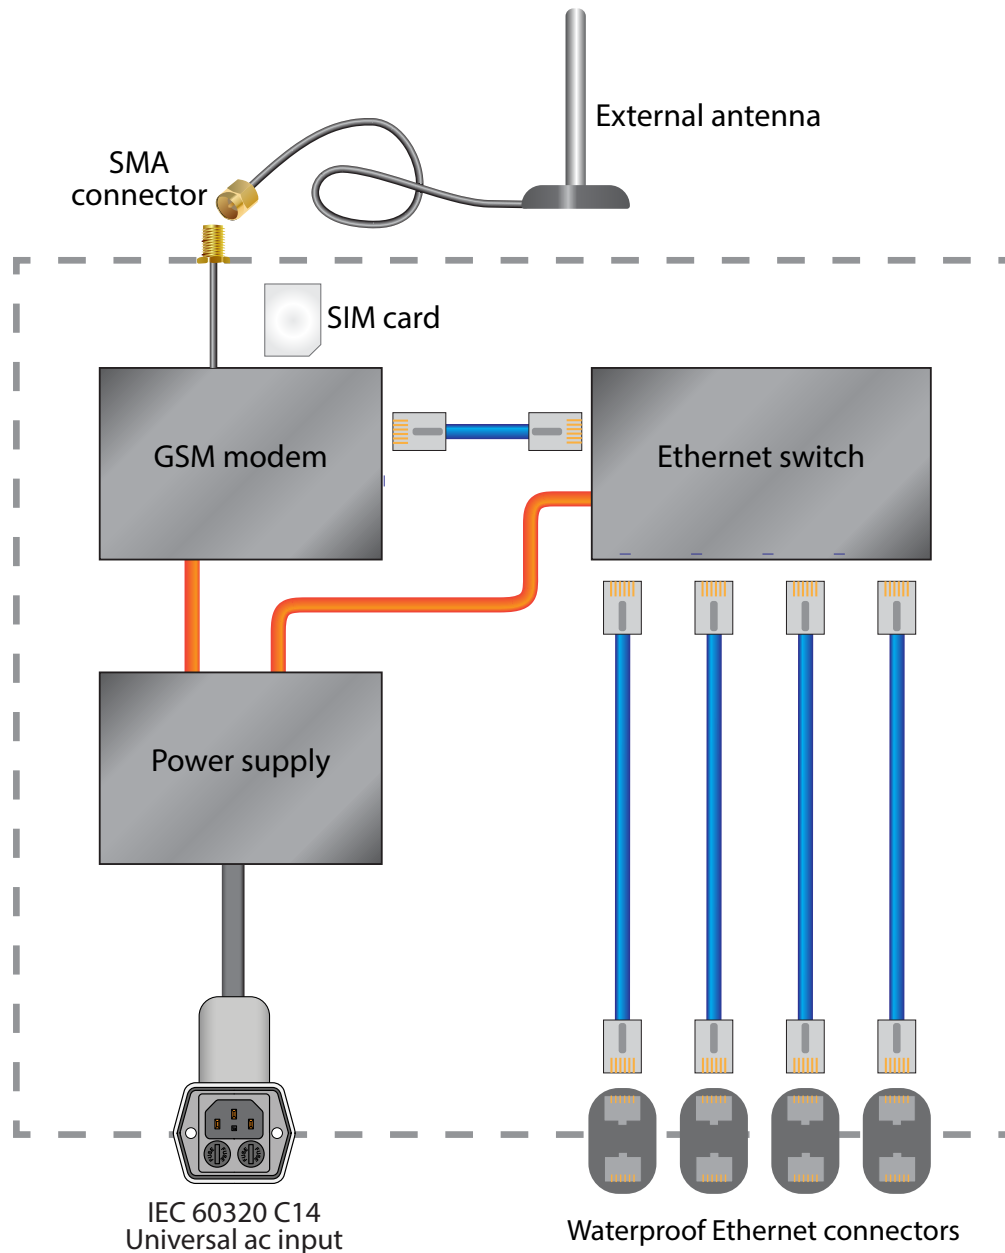 External antenna
SMA
connector
SIM card
GSM modem
Ethernet switch
Power supply
IEC 60320 C14
Universal ac input
Waterproof Ethernet connectors